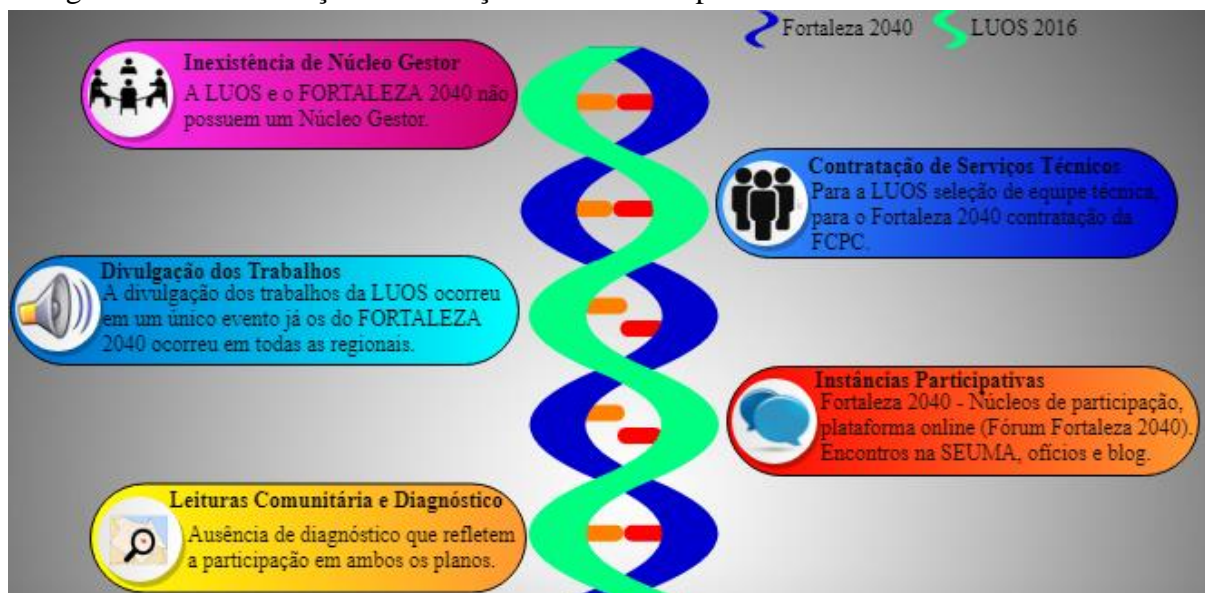 Fortaleza 2040
LUOS 2016
Inexistência de Núcleo Gestor
A LUOS e o FORTALEZA 2040 não
possuem um Núcleo Gestor.
Contratação de Serviços Técnicos
Para a LUOS seleção de equipe técnica,
para o Fortaleza 2040 contratação da
FCPC.
Divulgação dos Trabalhos
A divulgação dos trabalhos da LUOS ocorreu
em um único evento já os do FORTALEZA
2040 ocorreu em todas as regionais.
Instâncias Participativas
Fortaleza 2040 - Núcleos de participação,
plataforma online (Fórum Fortaleza 2040).
Encontros na SEUMA, ofícios e blog.
Leituras Comunitária e Diagnóstico
Ausência de diagnóstico que refletem
a participação em ambos os planos.